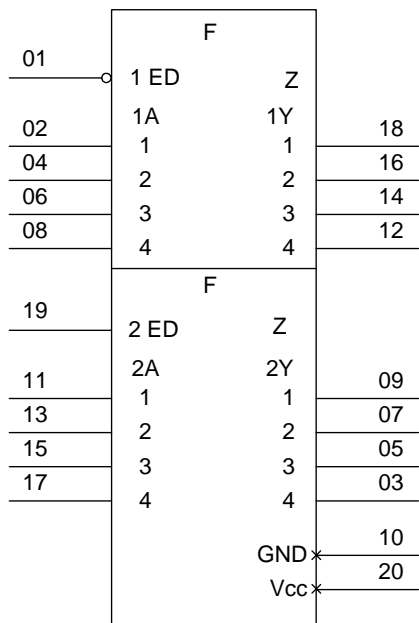 F
01
1 ED Z
1A 1Y
02 1 1 18
04 2 2 16
06 3 3 14
08 4 4 12
F
19
2 ED Z
2A 2Y
11 1 1 09
13 2 2 07
15 3 3 05
17 4 4 03
GND 10
Vcc 20